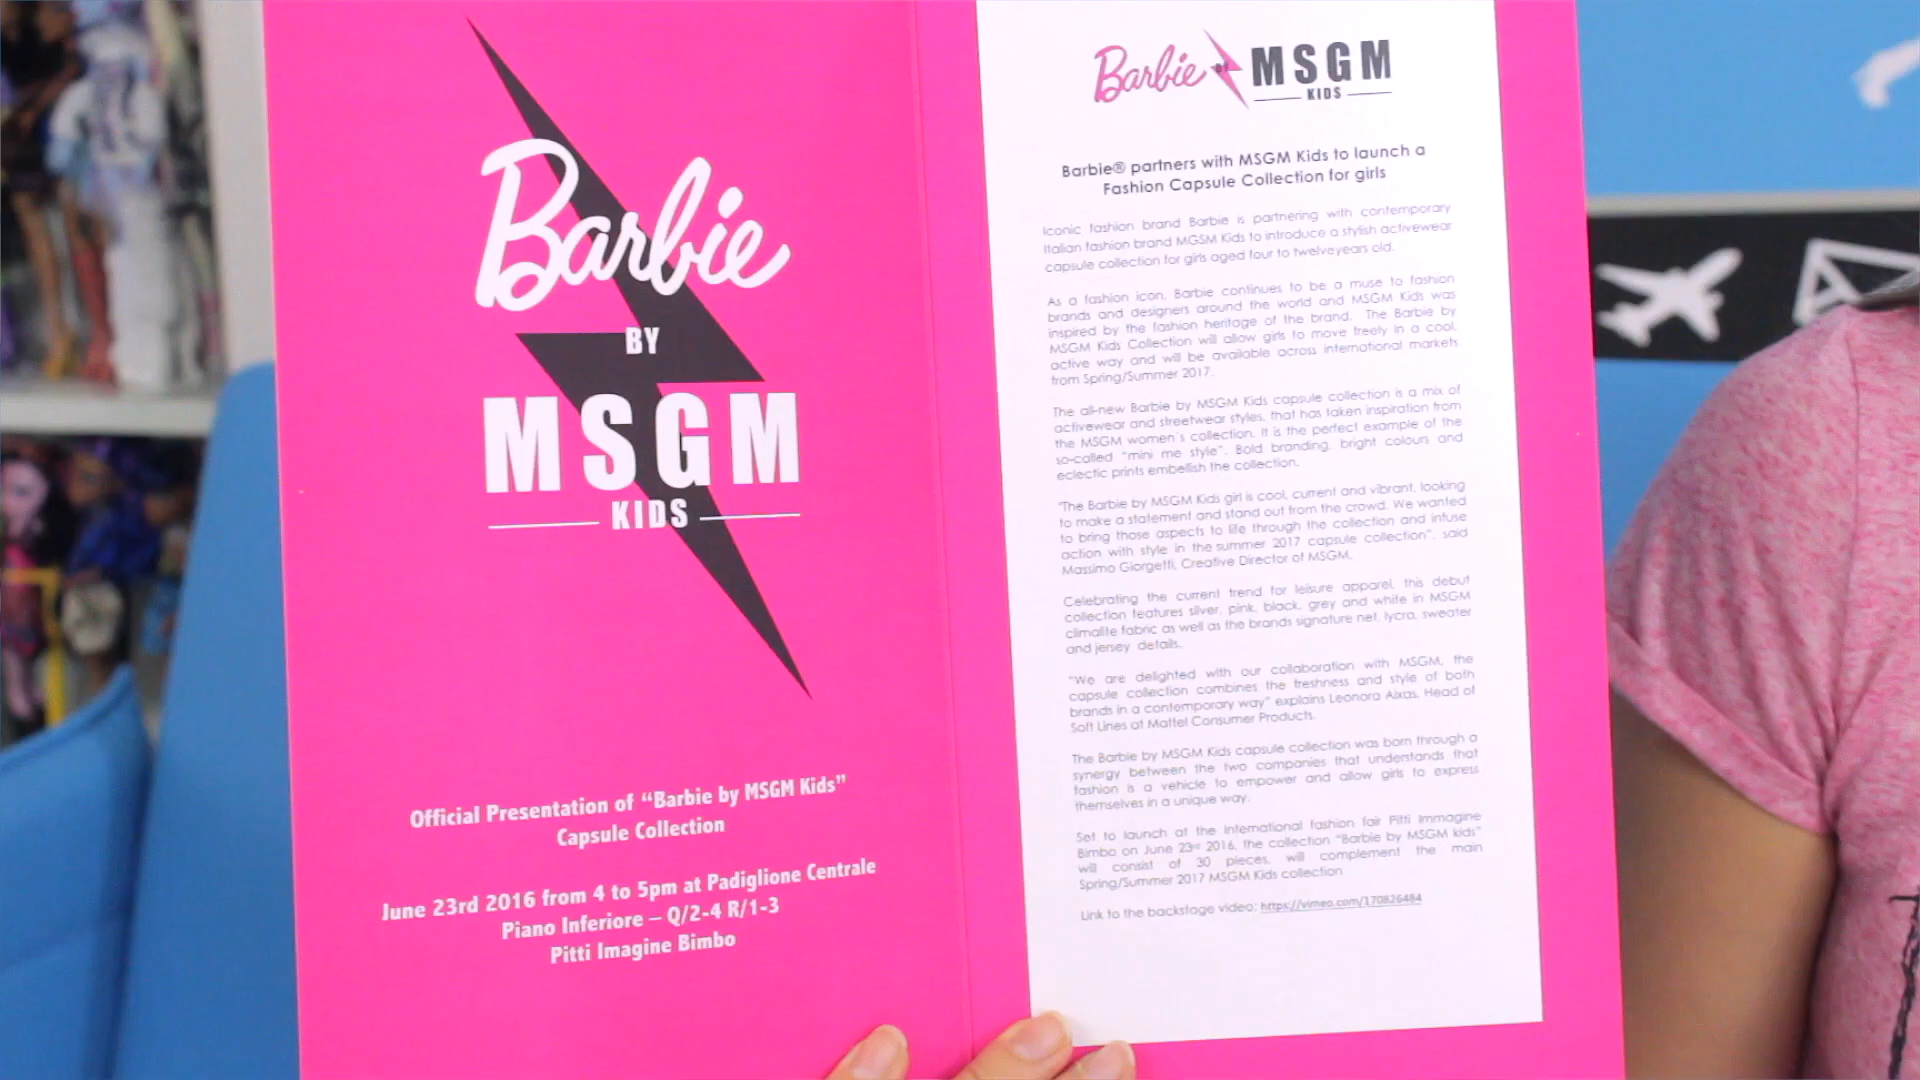 Barbie
BY
MSGM
KIDS
Official Presentation of “Barbie by MSGM Kids”
Capsule Collection
June 23rd 2016 from 4 to 5pm at Padiglione Centrale
Piano Inferiore – Q/2-4 R/1-3
Pitti Imagine Bimbo
Barbie BY MSGM
KIDS
Barbie® partners with MSGM Kids to launch a
Fashion Capsule Collection for girls
Iconic fashion brand Barbie is partnering with contemporary
Italian fashion brand MGSM Kids to introduce a stylish activewear
capsule collection for girls aged four to twelveyears old.
As a fashion icon, Barbie continues to be a muse to fashion
brands and designers around the world and MSGM Kids was
inspired by the fashion heritage of the brand. The Barbie by
MSGM Kids Collection will allow girls to move freely in a cool,
active way and will be available across international markets
from Spring/Summer 2017.
The all-new Barbie by MSGM Kids capsule collection is a mix of
activewear and streetwear styles, that has taken inspiration from
the MSGM women's collection. It is the perfect example of the
so-called “mini me style”. Bold branding, bright colours and
eclectic prints embellish the collection.
“The Barbie by MSGM Kids girl is cool, current and vibrant, looking
to make a statement and stand out from the crowd. We wanted
to bring those aspects to life through the collection and infuse
action with style in the summer 2017 capsule collection”, said
Massimo Giorgetti, Creative Director of MSGM.
Celebrating the current trend for leisure apparel, this debut
collection features silver, pink, black, grey and white in MSGM
climalite fabric as well as the brands signature net, lycra, sweater
and jersey details.
“We are delighted with our collaboration with MSGM, the
capsule collection combines the freshness and style of both
brands in a contemporary way” explains Leonora Aixas, Head of
Soft Lines at Mattel Consumer Products.
The Barbie by MSGM Kids capsule collection was born through a
synergy between the two companies that understands that
fashion is a vehicle to empower and allow girls to express
themselves in a unique way.
Set to launch at the International fashion fair Pitti Immagine
Bimbo on June 23rd 2016, the collection “Barbie by MSGM kids”
will consist of 30 pieces, will complement the main
Spring/Summer 2017 MSGM Kids collection
Link to the backstage video: https://vimeo.com/170826484